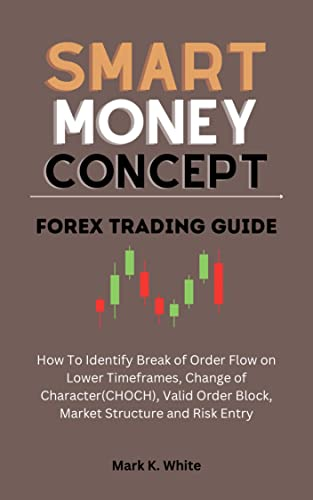 SMART
MONEY
CONCEPT
FOREX TRADING GUIDE
How To Identify Break of Order Flow on
Lower Timeframes, Change of
Character(CHOCH), Valid Order Block,
Market Structure and Risk Entry
Mark K. White